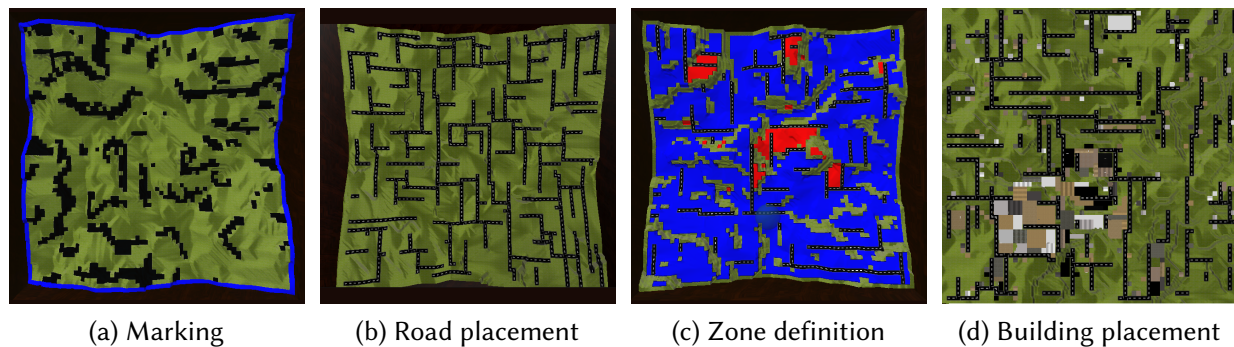 (a) Marking
(b) Road placement
(c) Zone definition
(d) Building placement